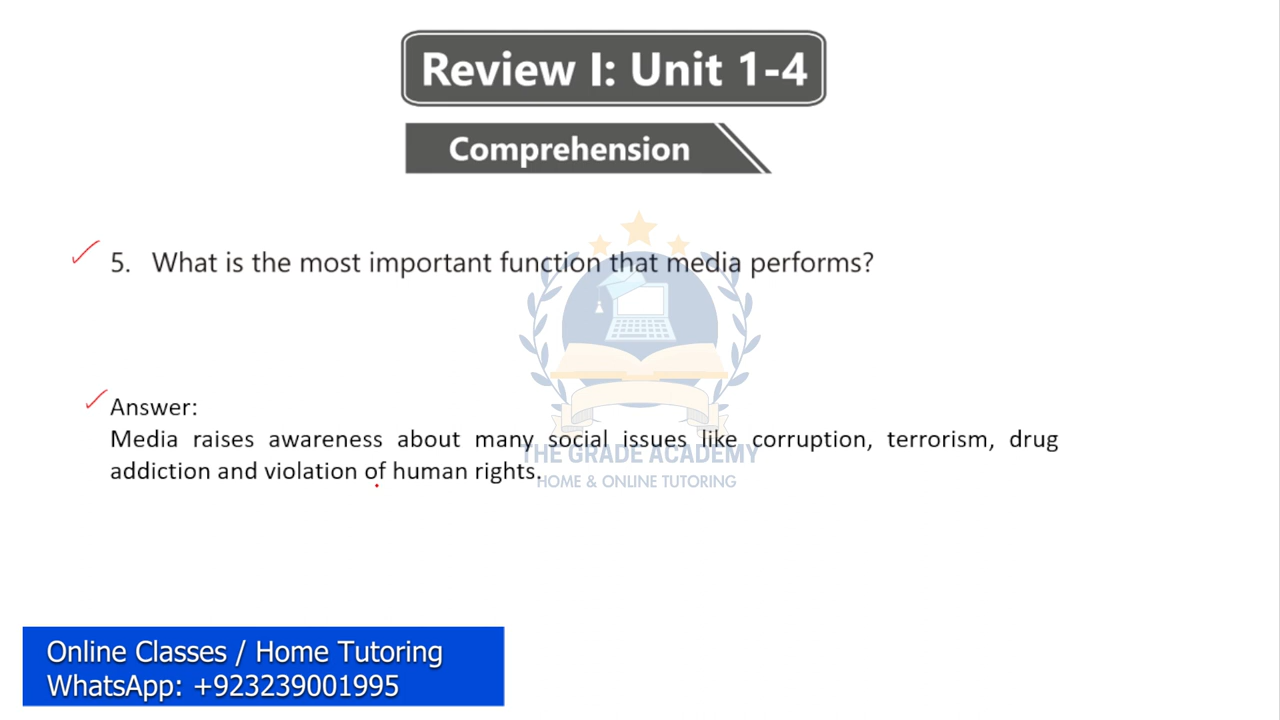 Review I: Unit 1-4
Comprehension
5. What is the most important function that media performs?
Answer:
Media raises awareness about many social issues like corruption, terrorism, drug
addiction and violation of human rights.
THE GRADE ACADEMY
HOME & ONLINE TUTORING
Online Classes / Home Tutoring
WhatsApp: +923239001995